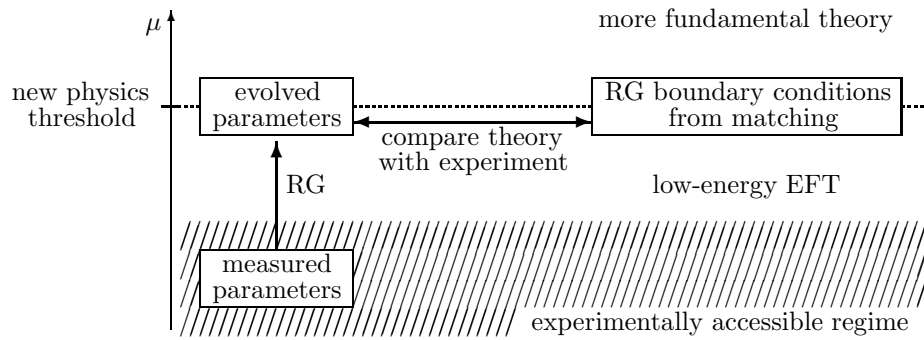 μ
more fundamental theory
new physics
threshold
evolved
parameters
RG boundary conditions
from matching
compare theory
with experiment
RG
low-energy EFT
measured
parameters
experimentally accessible regime